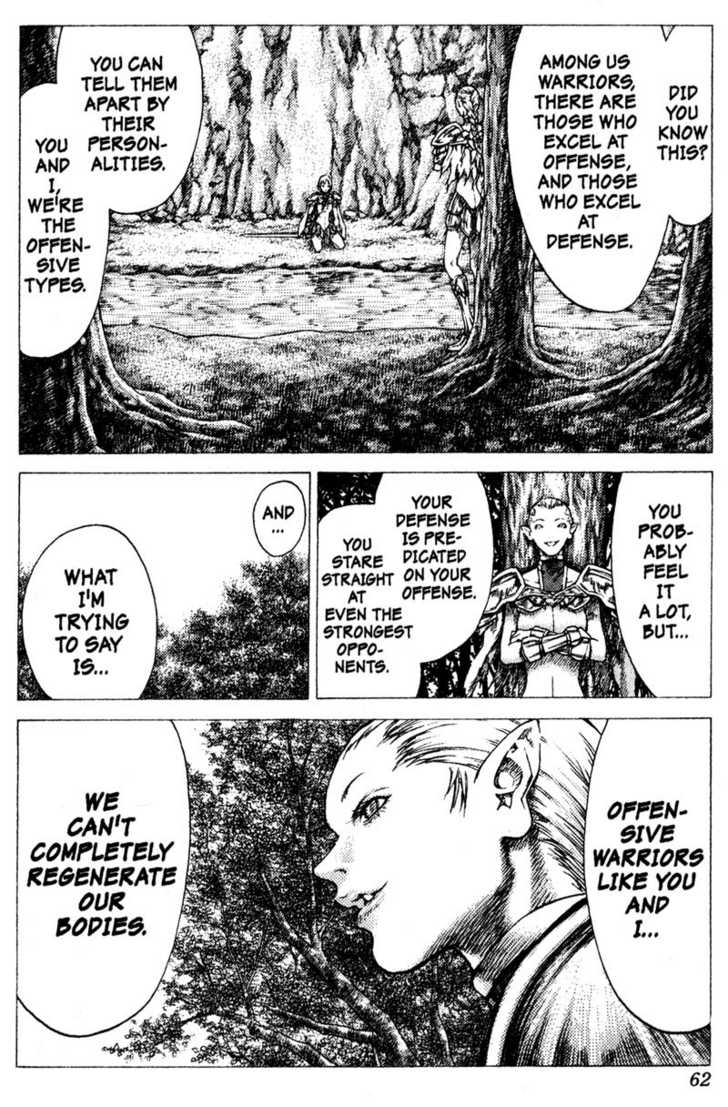 DID
YOU
KNOW
THIS?
AMONG US
WARRIORS,
THERE ARE
THOSE WHO
EXCEL AT
OFFENSE,
AND THOSE
WHO EXCEL
AT
DEFENSE.
YOU CAN
TELL THEM
APART BY
THEIR
PERSON-
ALITIES.
YOU
AND
I,
WE'RE
THE
OFFEN-
SIVE
TYPES.
YOU
PROB-
ABLY
FEEL
IT
A LOT,
BUT...
YOUR
DEFENSE
IS PRE-
DICATED
ON YOUR
OFFENSE.
YOU
STARE
STRAIGHT
AT
EVEN THE
STRONGEST
OPPO-
NENTS.
AND
...
WHAT
I'M
TRYING
TO SAY
IS...
OFFEN-
SIVE
WARRIORS
LIKE YOU
AND
I...
WE
CAN'T
COMPLETELY
REGENERATE
OUR
BODIES.
62